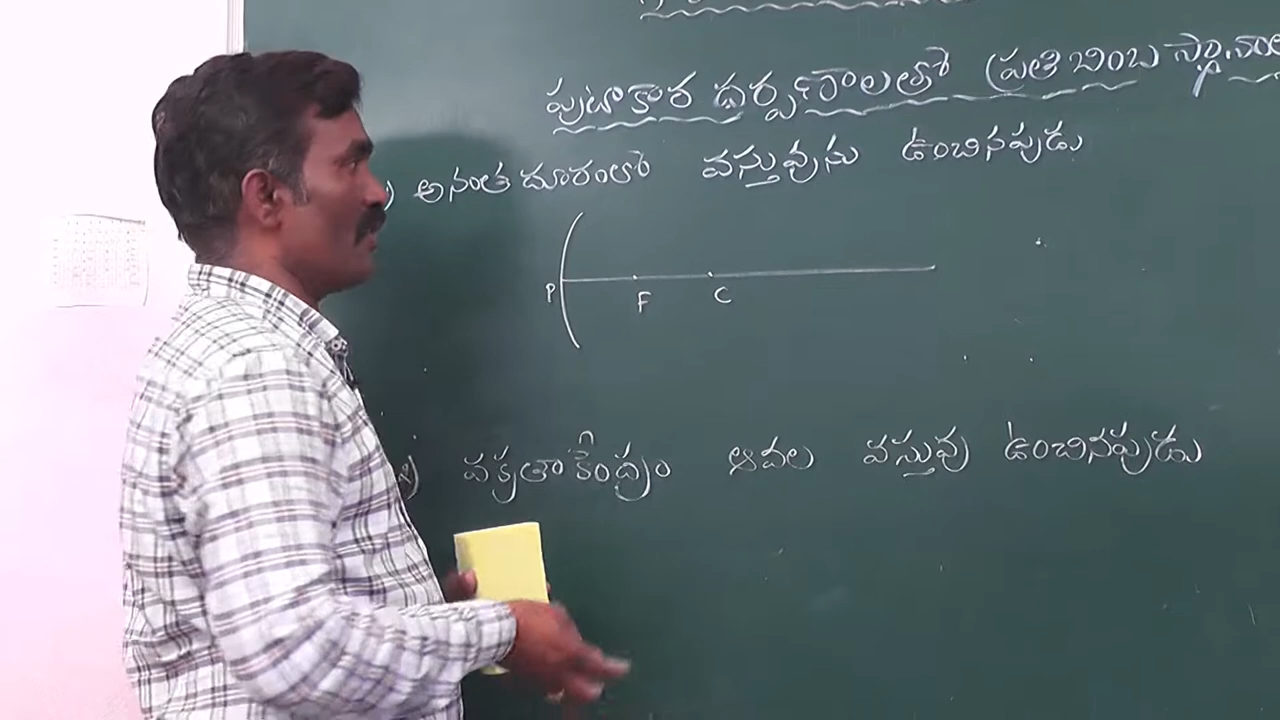 పుటాకార దర్పణాలతో ప్రతిబింబ
అనంత దూరంలో వస్తువును ఉంచినపుడు
P F C
వక్రతాకేంద్రం ఆవల వస్తువు ఉంచినపుడు